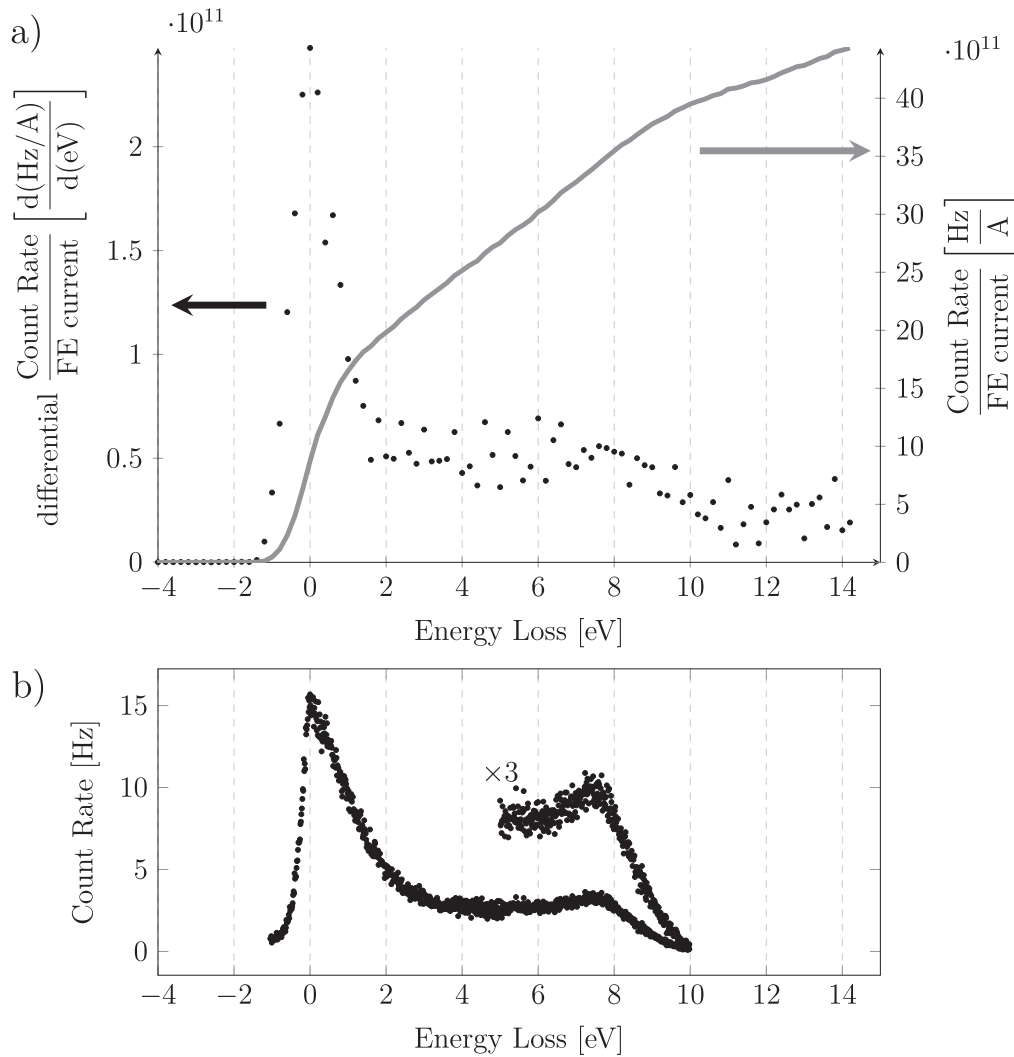 a)
·10^11
·10^11
differential Count Rate / FE current [d(Hz/A) / d(eV)]
2
1.5
1
0.5
0
40
35
30
25
20
15
10
5
0
Count Rate / FE current [Hz / A]
−4 −2 0 2 4 6 8 10 12 14
Energy Loss [eV]
b)
Count Rate [Hz]
15
10
5
0
×3
−4 −2 0 2 4 6 8 10 12 14
Energy Loss [eV]